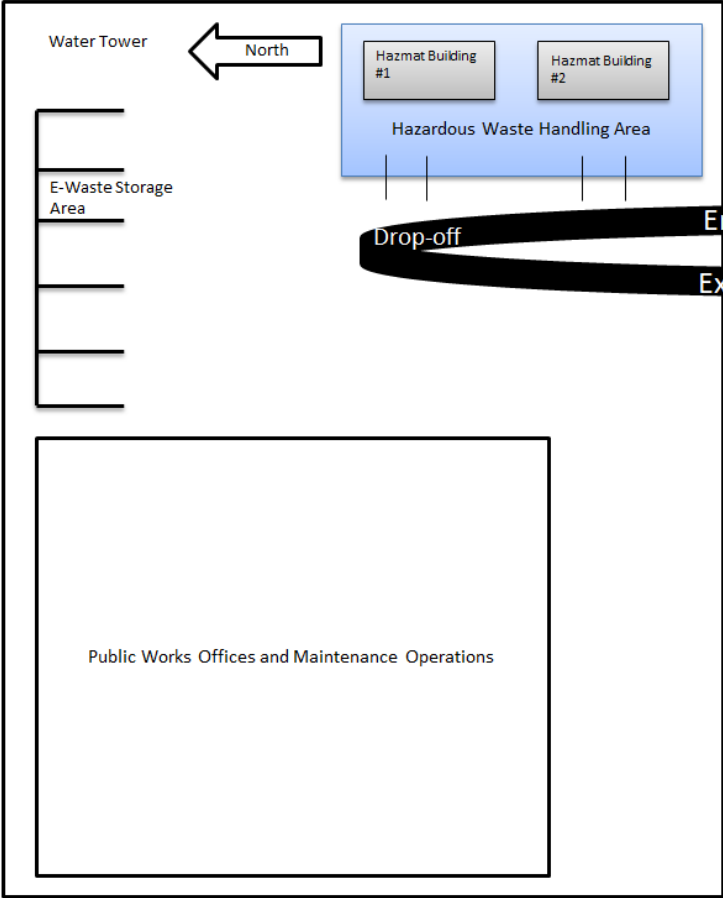 Water Tower
North
Hazmat Building
#1
Hazmat Building
#2
Hazardous Waste Handling Area
E-Waste Storage
Area
Drop-off
Public Works Offices and Maintenance Operations